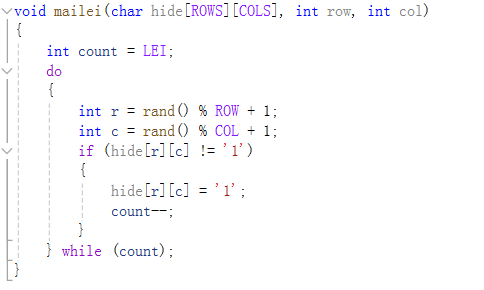 void mailei(char hide[ROWS][COLS], int row, int col)
{
    int count = LEI;
    do
    {
        int r = rand() % ROW + 1;
        int c = rand() % COL + 1;
        if (hide[r][c] != '1')
        {
            hide[r][c] = '1';
            count--;
        }
    } while (count);
}